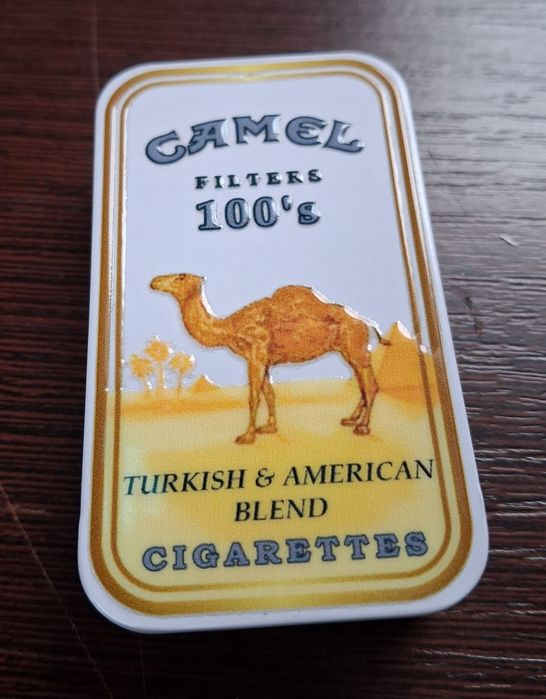 CAMEL
FILTERS
100's
TURKISH & AMERICAN
BLEND
CIGARETTES